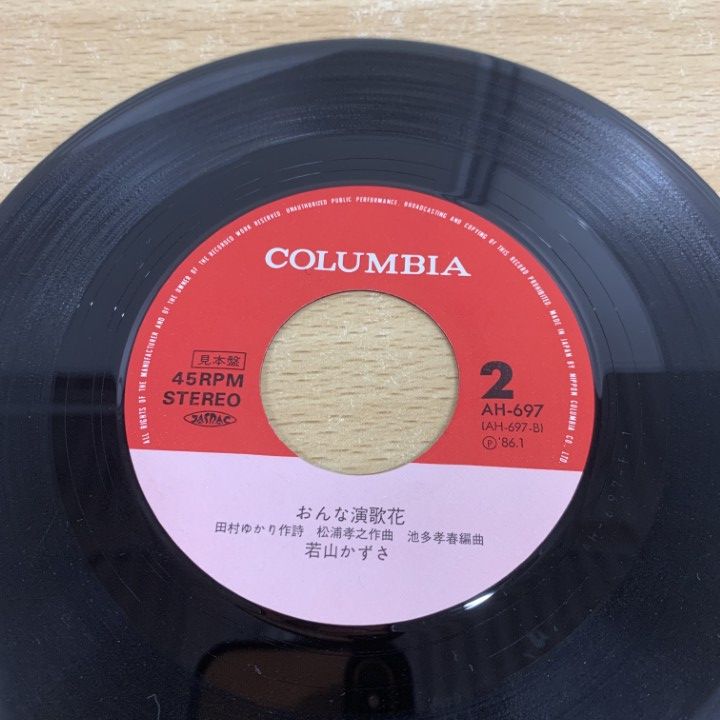 ALL RIGHTS OF THE MANUFACTURER AND OF THE OWNER OF THE RECORDED WORK RESERVED. UNAUTHORIZED PUBLIC PERFORMANCE, BROADCASTING AND COPYING OF THIS RECORD PROHIBITED. MADE IN JAPAN BY NIPPON COLUMBIA CO., LTD.
COLUMBIA
見本盤
45RPM
STEREO
JASRAC
2
AH-697
(AH-697-B)
Ⓟ'86.1
おんな演歌花
田村ゆかり作詩 松浦孝之作曲 池多孝春編曲
若山かずさ